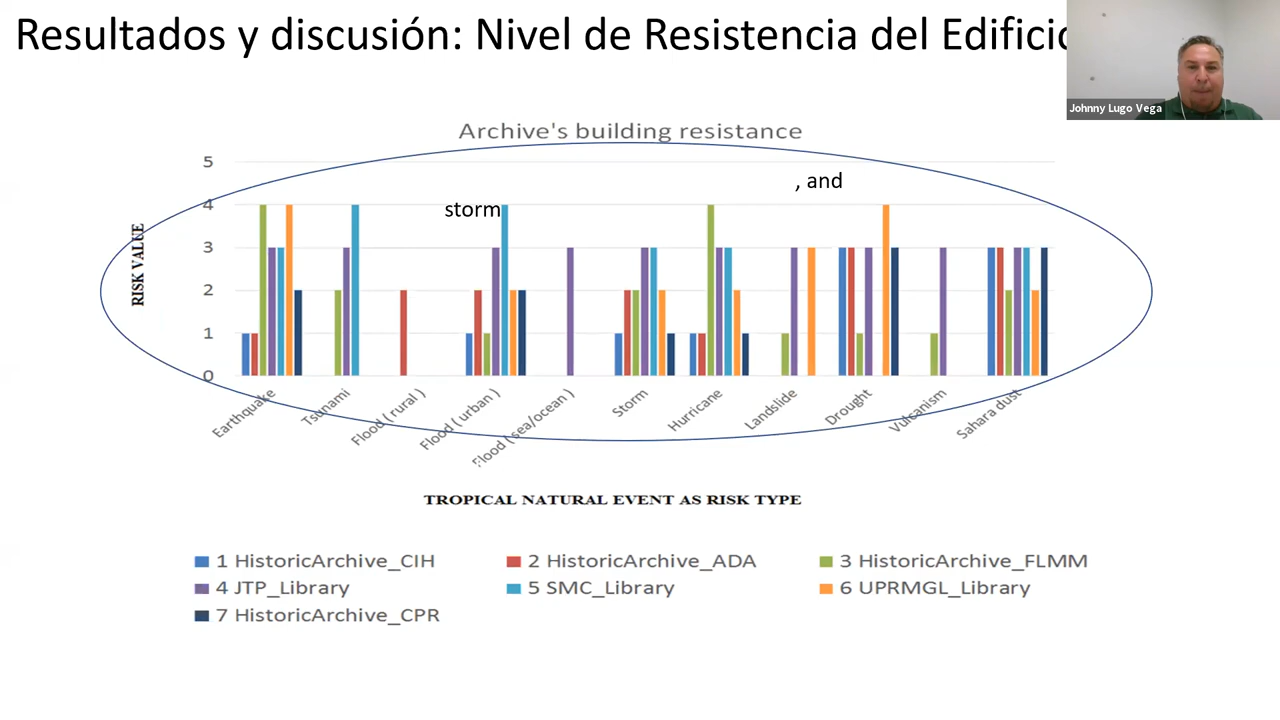 Resultados y discusión: Nivel de Resistencia del Edificio
Johnny Lugo Vega
Archive's building resistance
5
, and
4
storm
3
2
1
0
RISK VALUE
Earthquake
Tsunami
Flood ( rural )
Flood ( urban )
Flood ( sea/ocean )
Storm
Hurricane
Landslide
Drought
Vulcanism
Sahara dust
TROPICAL NATURAL EVENT AS RISK TYPE
1 HistoricArchive_CIH
2 HistoricArchive_ADA
3 HistoricArchive_FLMM
4 JTP_Library
5 SMC_Library
6 UPRMGL_Library
7 HistoricArchive_CPR